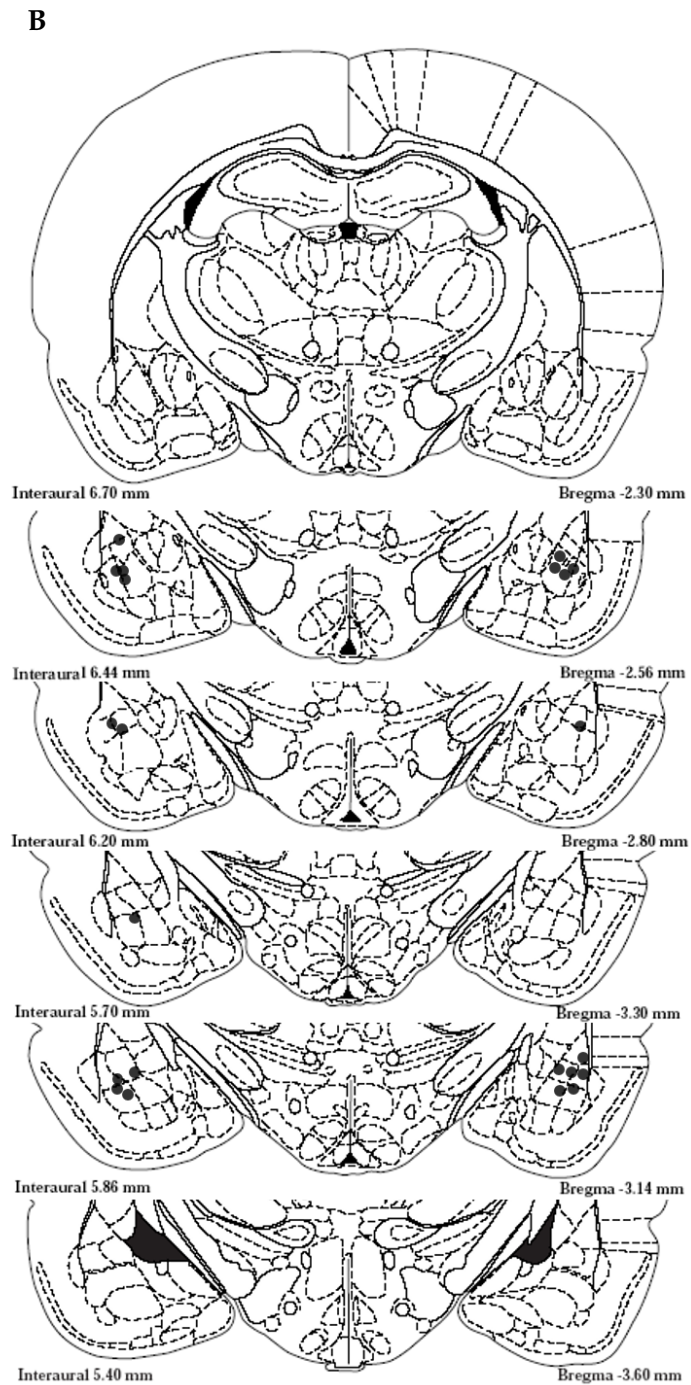 B
Interaural 6.70 mm Bregma -2.30 mm
Interaural 6.44 mm Bregma -2.56 mm
Interaural 6.20 mm Bregma -2.80 mm
Interaural 5.70 mm Bregma -3.30 mm
Interaural 5.86 mm Bregma -3.14 mm
Interaural 5.40 mm Bregma -3.60 mm